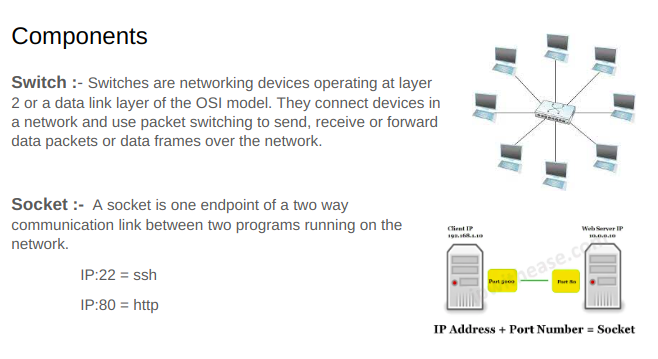 Components
Switch :- Switches are networking devices operating at layer
2 or a data link layer of the OSI model. They connect devices in
a network and use packet switching to send, receive or forward
data packets or data frames over the network.
Socket :- A socket is one endpoint of a two way
communication link between two programs running on the
network.
IP:22 = ssh
IP:80 = http
Client IP
192.168.1.10
Web Server IP
10.0.0.10
Port 5000
Port 80
IP Address + Port Number = Socket